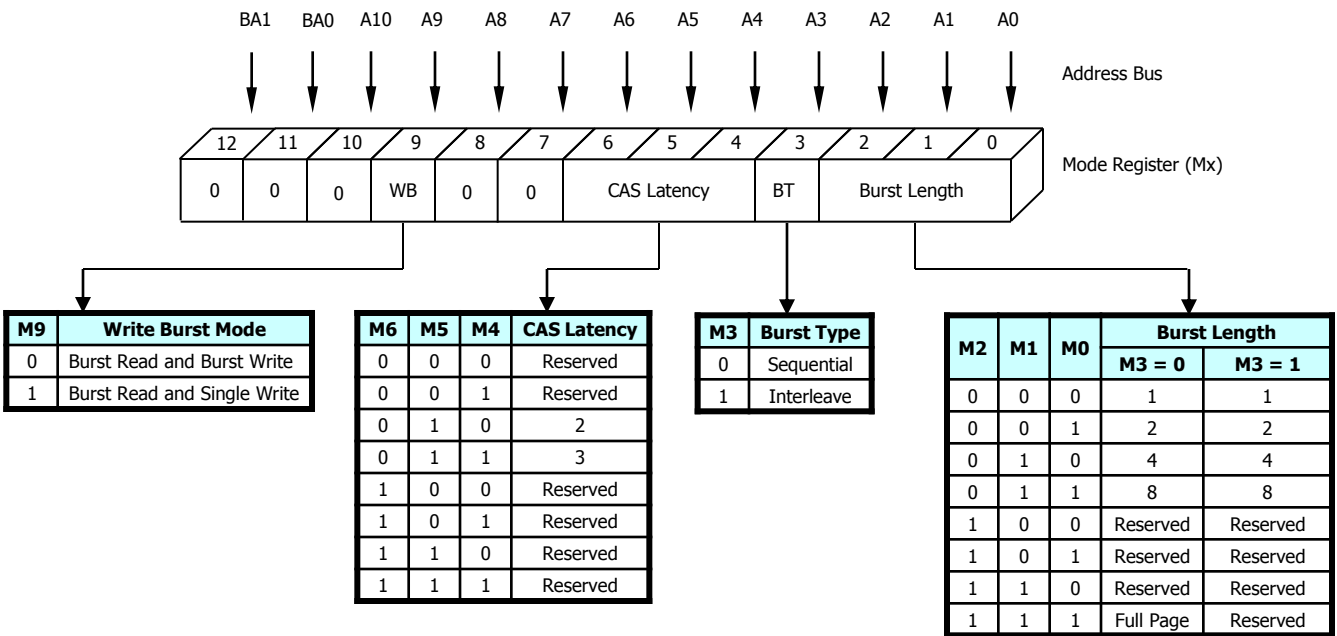 BA1 BA0 A10 A9 A8 A7 A6 A5 A4 A3 A2 A1 A0
Address Bus
12 11 10 9 8 7 6 5 4 3 2 1 0
Mode Register (Mx)
0 0 0 WB 0 0 CAS Latency BT Burst Length
M9 Write Burst Mode
0 Burst Read and Burst Write
1 Burst Read and Single Write
M6 M5 M4 CAS Latency
0 0 0 Reserved
0 0 1 Reserved
0 1 0 2
0 1 1 3
1 0 0 Reserved
1 0 1 Reserved
1 1 0 Reserved
1 1 1 Reserved
M3 Burst Type
0 Sequential
1 Interleave
M2 M1 M0 Burst Length
M3 = 0 M3 = 1
0 0 0 1 1
0 0 1 2 2
0 1 0 4 4
0 1 1 8 8
1 0 0 Reserved Reserved
1 0 1 Reserved Reserved
1 1 0 Reserved Reserved
1 1 1 Full Page Reserved